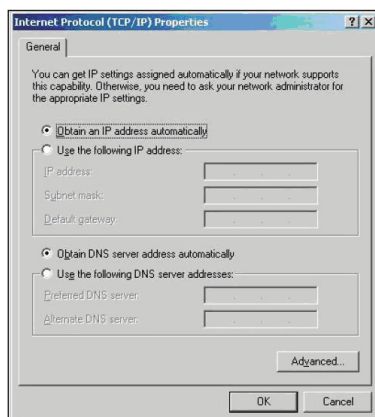 Internet Protocol (TCP/IP) Properties
General
You can get IP settings assigned automatically if your network supports
this capability. Otherwise, you need to ask your network administrator for
the appropriate IP settings.
Obtain an IP address automatically
Use the following IP address:
IP address:
Subnet mask:
Default gateway:
Obtain DNS server address automatically
Use the following DNS server addresses:
Preferred DNS server:
Alternate DNS server:
Advanced...
OK Cancel